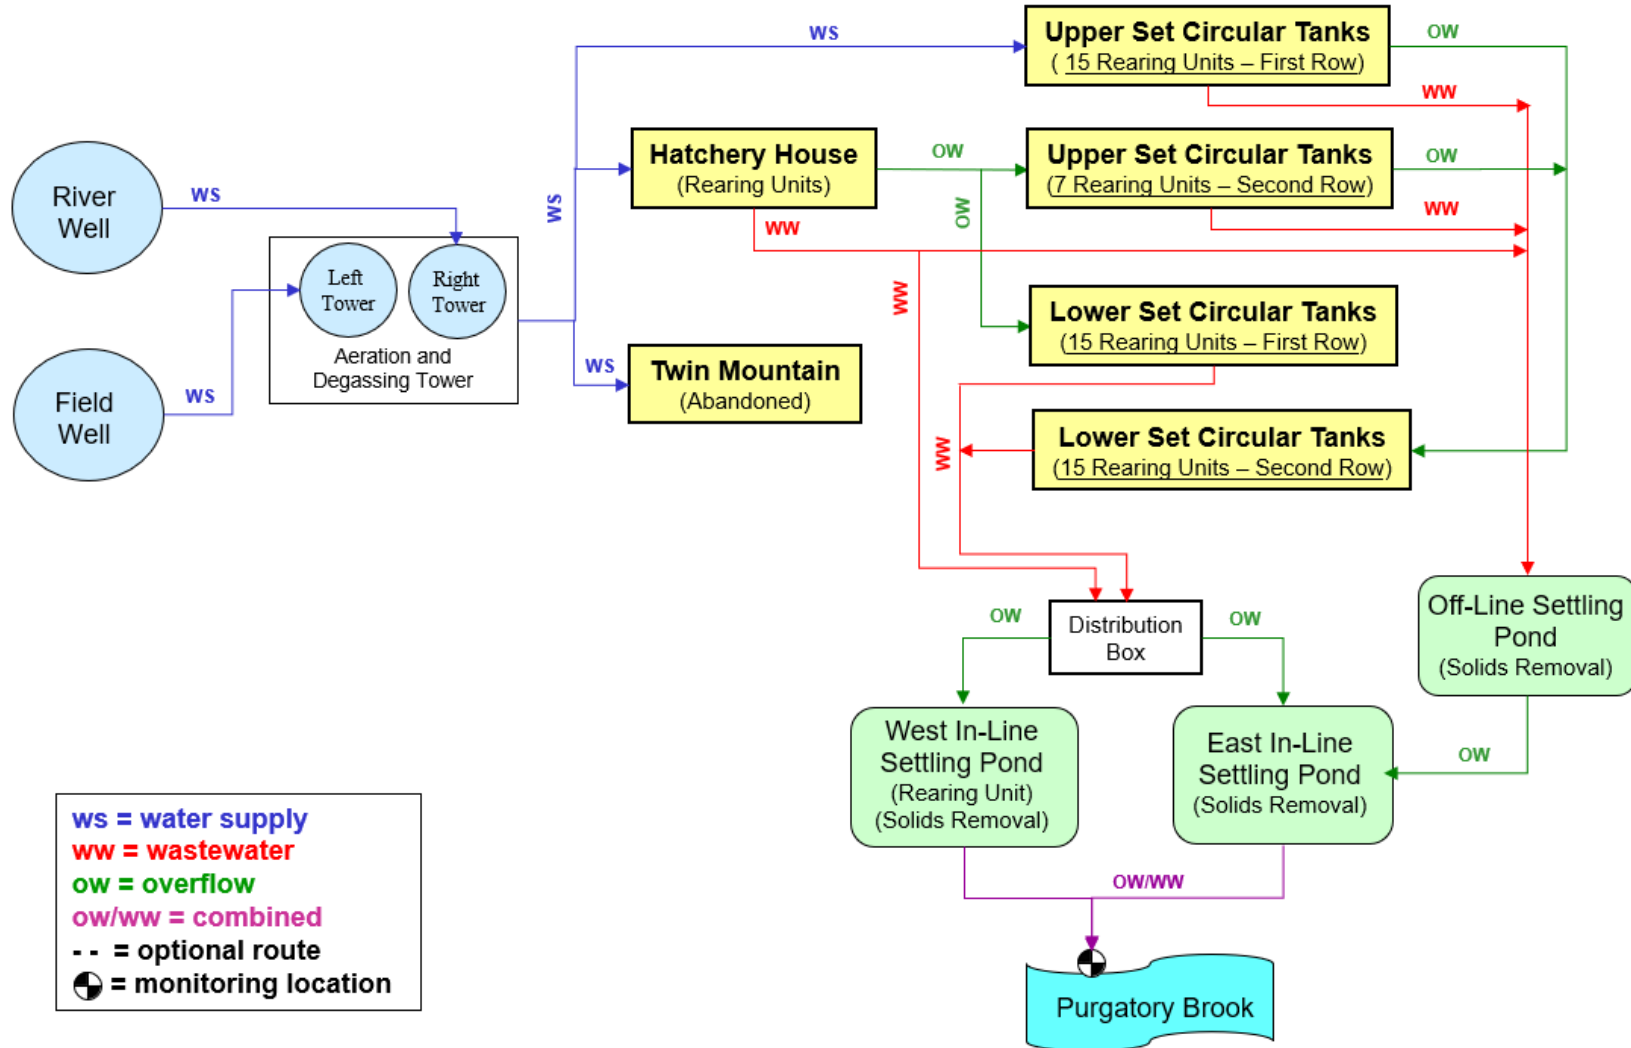 WS
Upper Set Circular Tanks
( 15 Rearing Units – First Row)
OW
WW
River
Well
WS
Hatchery House
(Rearing Units)
OW
Upper Set Circular Tanks
(7 Rearing Units – Second Row)
OW
WW
WS
OW
WW
Left
Tower
Right
Tower
Aeration and
Degassing Tower
WW
Lower Set Circular Tanks
(15 Rearing Units – First Row)
Field
Well
WS
WS
Twin Mountain
(Abandoned)
WW
Lower Set Circular Tanks
(15 Rearing Units – Second Row)
OW
Distribution
Box
OW
Off-Line Settling
Pond
(Solids Removal)
West In-Line
Settling Pond
(Rearing Unit)
(Solids Removal)
East In-Line
Settling Pond
(Solids Removal)
OW
OW/WW
Purgatory Brook
ws = water supply
ww = wastewater
ow = overflow
ow/ww = combined
- - = optional route
= monitoring location